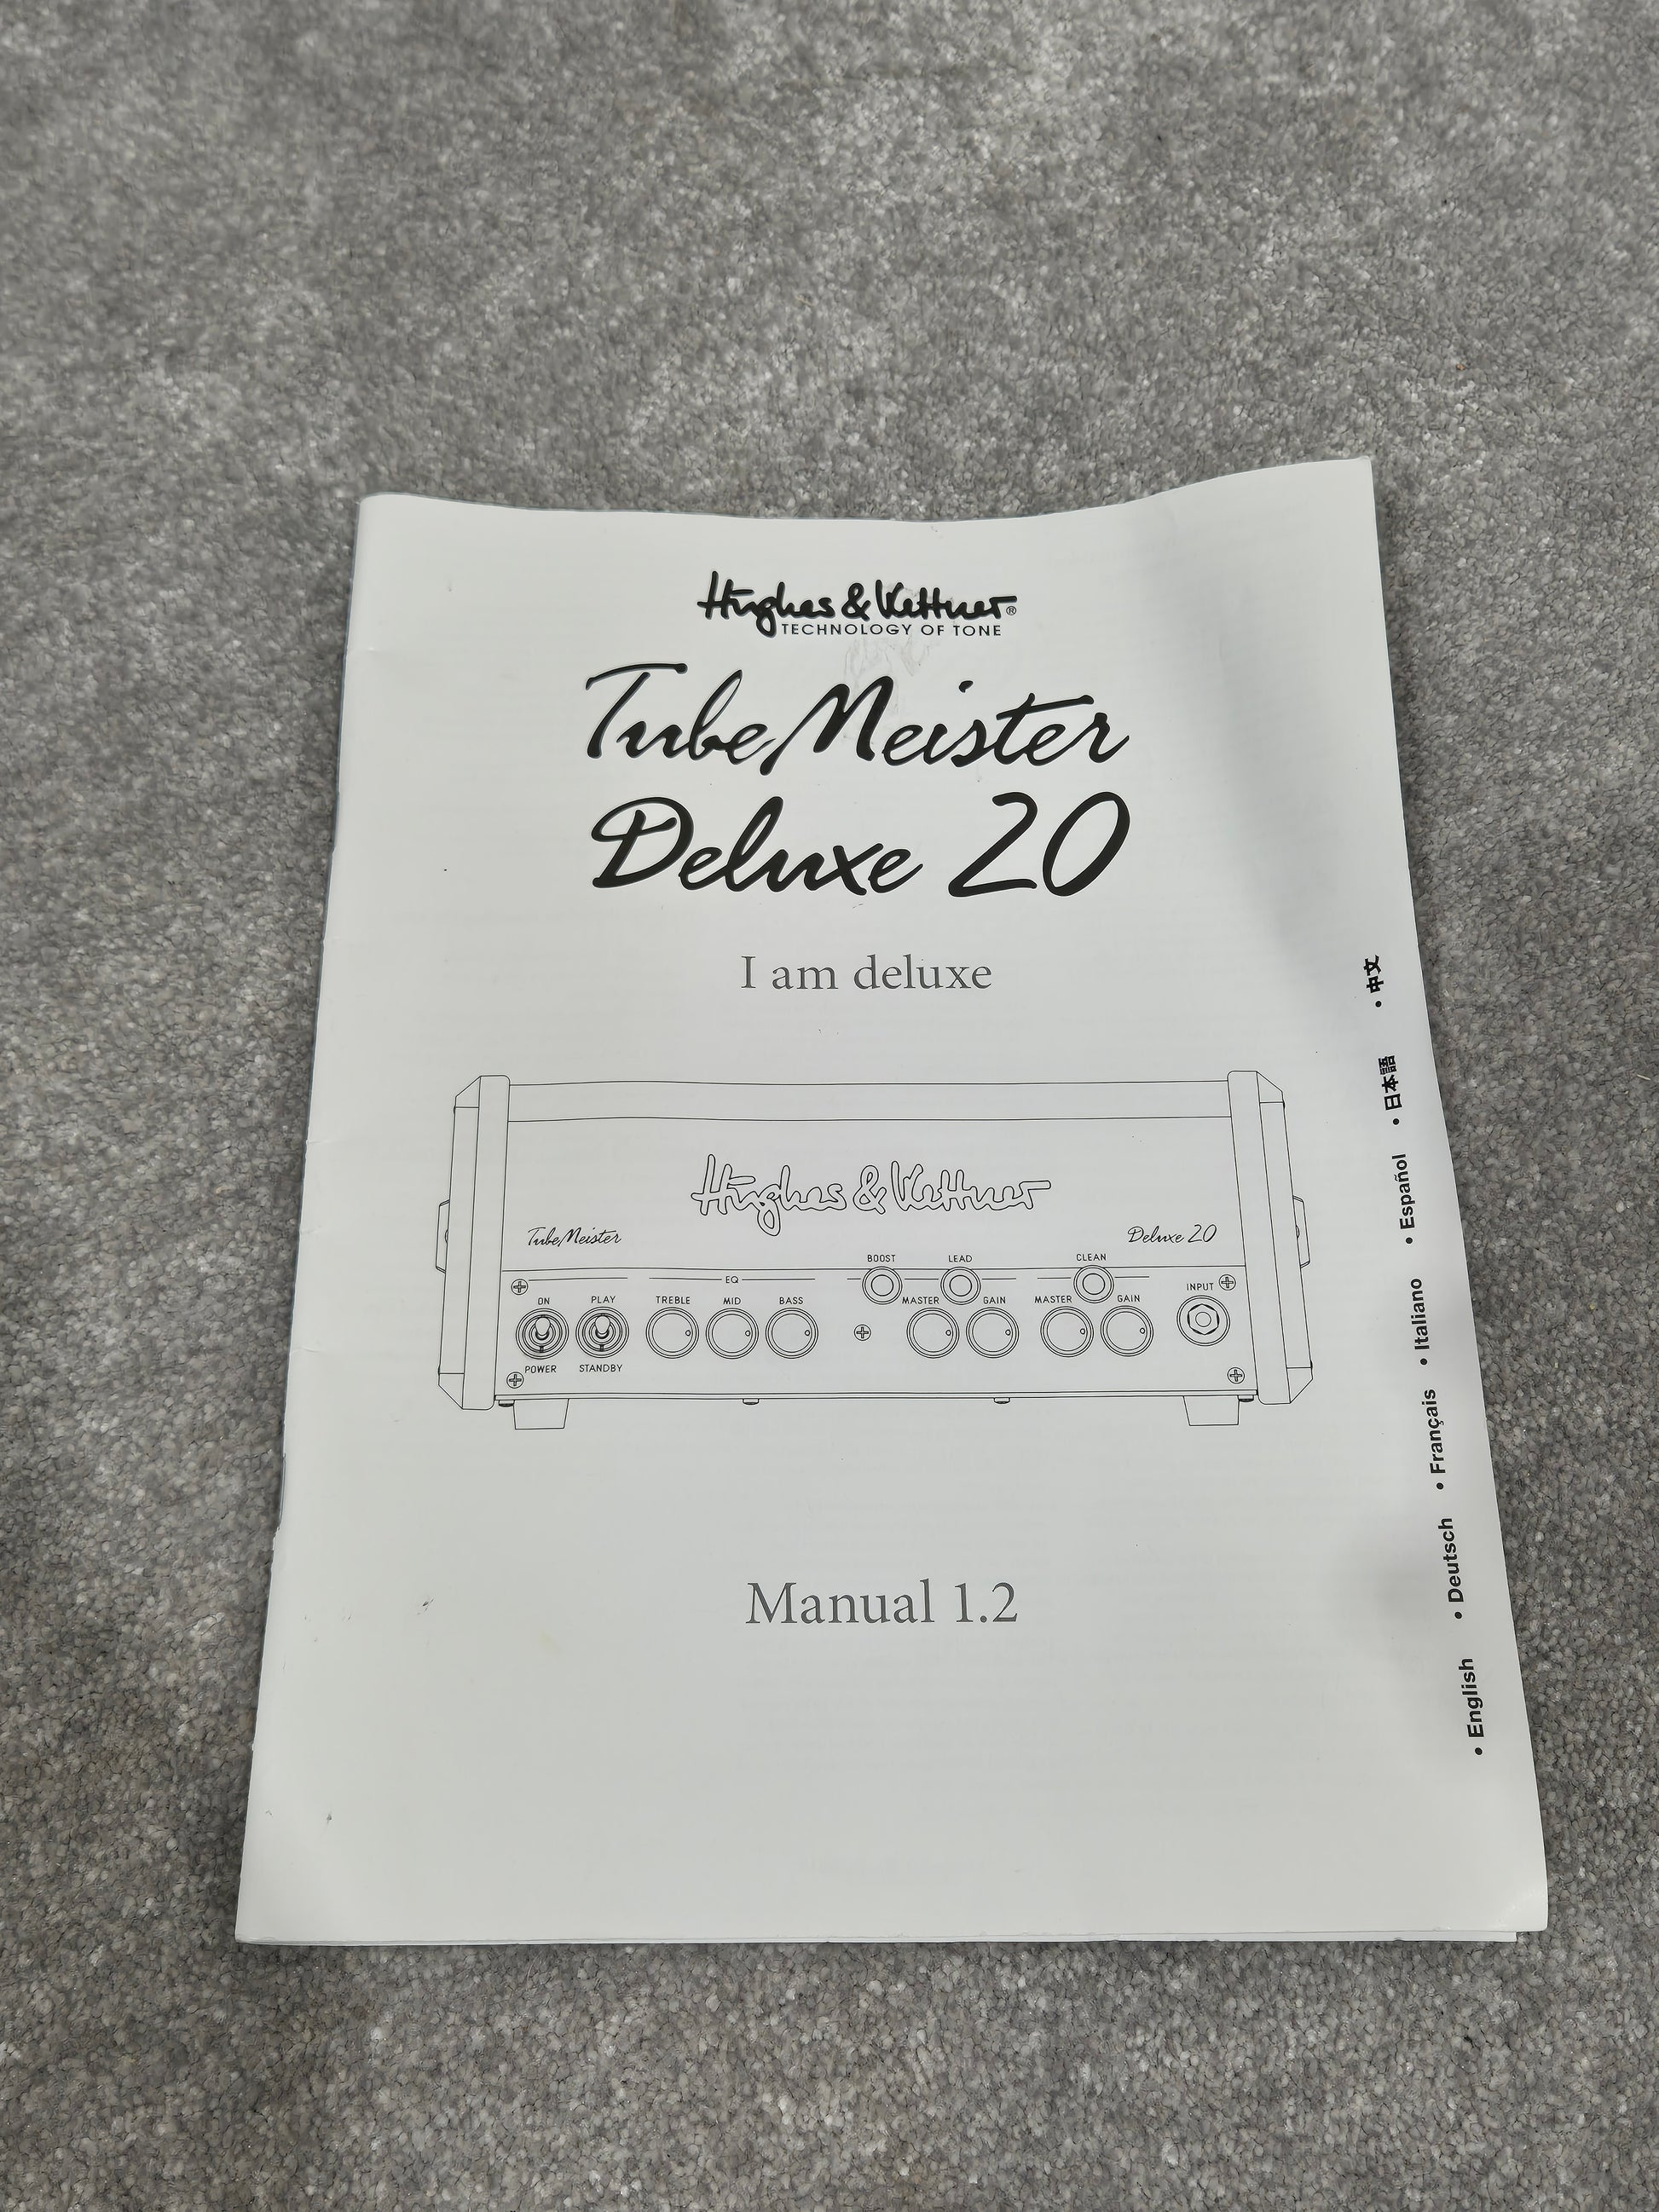 Hughes & Kettner®
TECHNOLOGY OF TONE
TubeMeister
Deluxe 20
I am deluxe
Hughes & Kettner
TubeMeister
Deluxe 20
BOOST LEAD CLEAN
EQ
INPUT
ON PLAY TREBLE MID BASS MASTER GAIN MASTER GAIN
POWER STANDBY
Manual 1.2
• English • Deutsch • Français • Italiano • Español • 日本語 • 中文